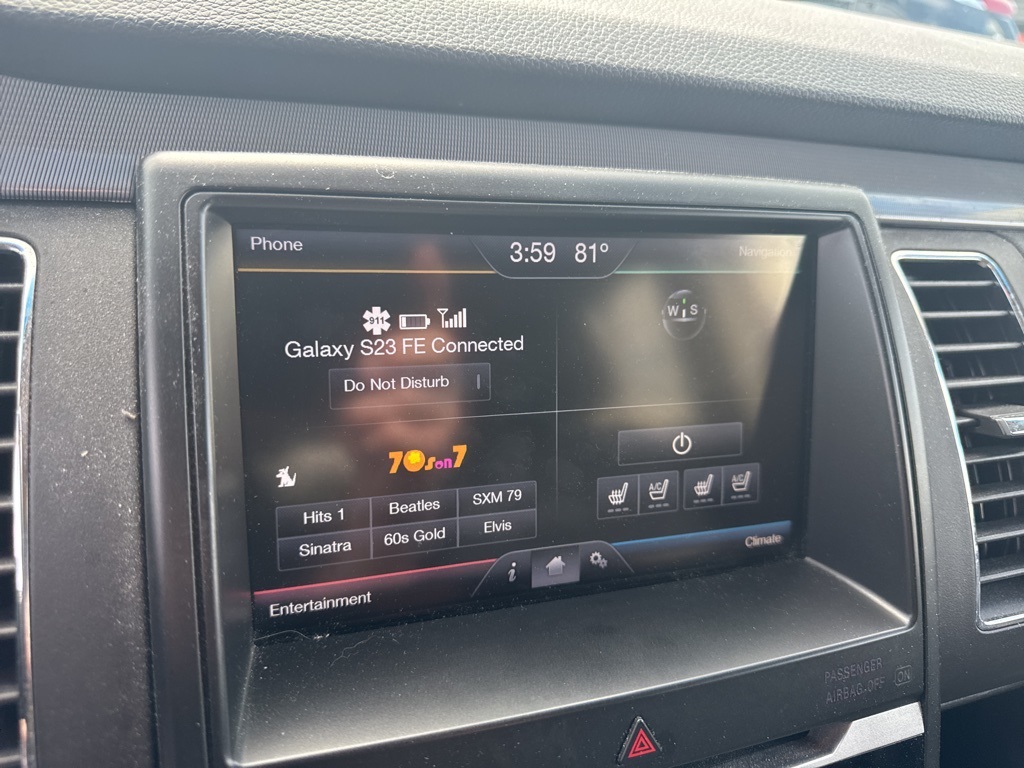 Phone
3:59 81°
Navigation
911
Galaxy S23 FE Connected
Do Not Disturb
W S
70s on 7
Hits 1 Beatles SXM 79
Sinatra 60s Gold Elvis
A/C A/C
i
Entertainment
Climate
PASSENGER
AIRBAG OFF ON